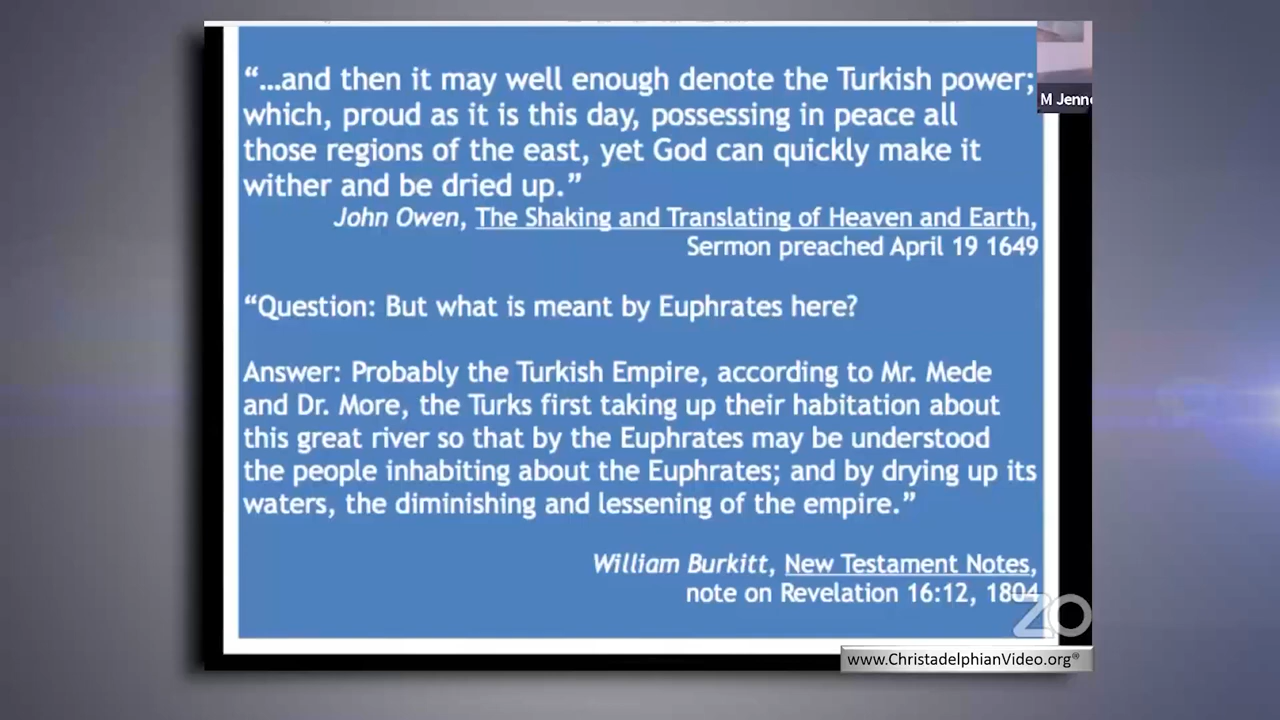 “...and then it may well enough denote the Turkish power;
which, proud as it is this day, possessing in peace all
those regions of the east, yet God can quickly make it
wither and be dried up.”
John Owen, The Shaking and Translating of Heaven and Earth,
Sermon preached April 19 1649
“Question: But what is meant by Euphrates here?
Answer: Probably the Turkish Empire, according to Mr. Mede
and Dr. More, the Turks first taking up their habitation about
this great river so that by the Euphrates may be understood
the people inhabiting about the Euphrates; and by drying up its
waters, the diminishing and lessening of the empire.”
William Burkitt, New Testament Notes,
note on Revelation 16:12, 1804
M Jenn
www.ChristadelphianVideo.org®